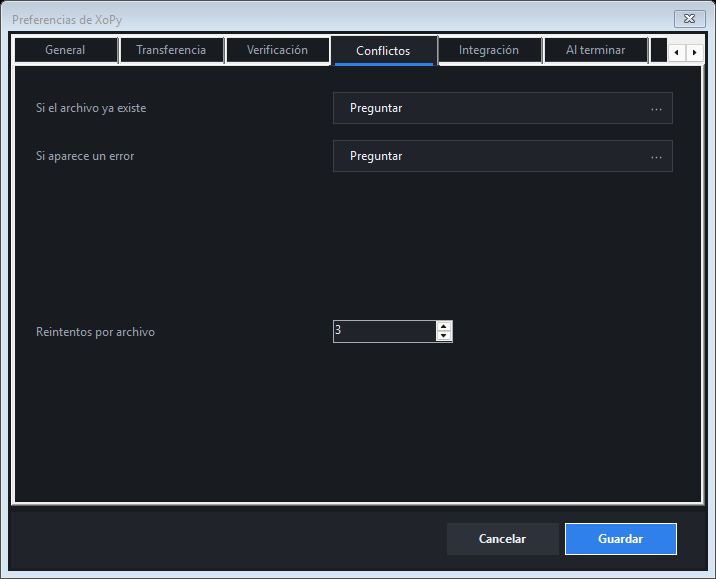 Preferencias de XoPy
General
Transferencia
Verificación
Conflictos
Integración
Al terminar
Si el archivo ya existe
Preguntar
...
Si aparece un error
Preguntar
...
Reintentos por archivo
3
Cancelar
Guardar